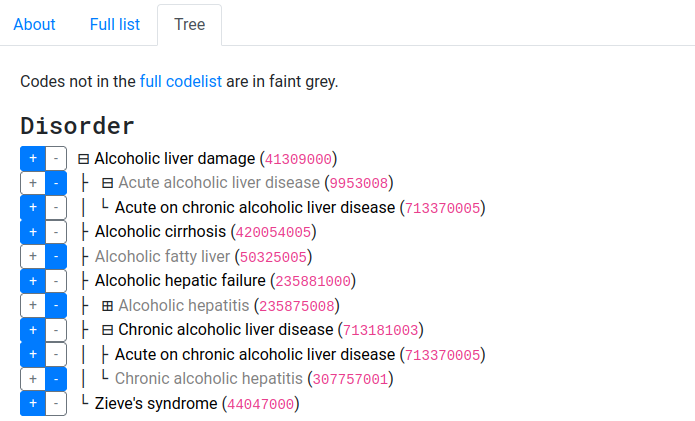 About Full list Tree
Codes not in the full codelist are in faint grey.
Disorder
+ - ⊟ Alcoholic liver damage (41309000)
+ - ├ ⊟ Acute alcoholic liver disease (9953008)
+ - │ └ Acute on chronic alcoholic liver disease (713370005)
+ - ├ Alcoholic cirrhosis (420054005)
+ - ├ Alcoholic fatty liver (50325005)
+ - ├ Alcoholic hepatic failure (235881000)
+ - ├ ⊞ Alcoholic hepatitis (235875008)
+ - ├ ⊟ Chronic alcoholic liver disease (713181003)
+ - │ ├ Acute on chronic alcoholic liver disease (713370005)
+ - │ └ Chronic alcoholic hepatitis (307757001)
+ - └ Zieve's syndrome (44047000)